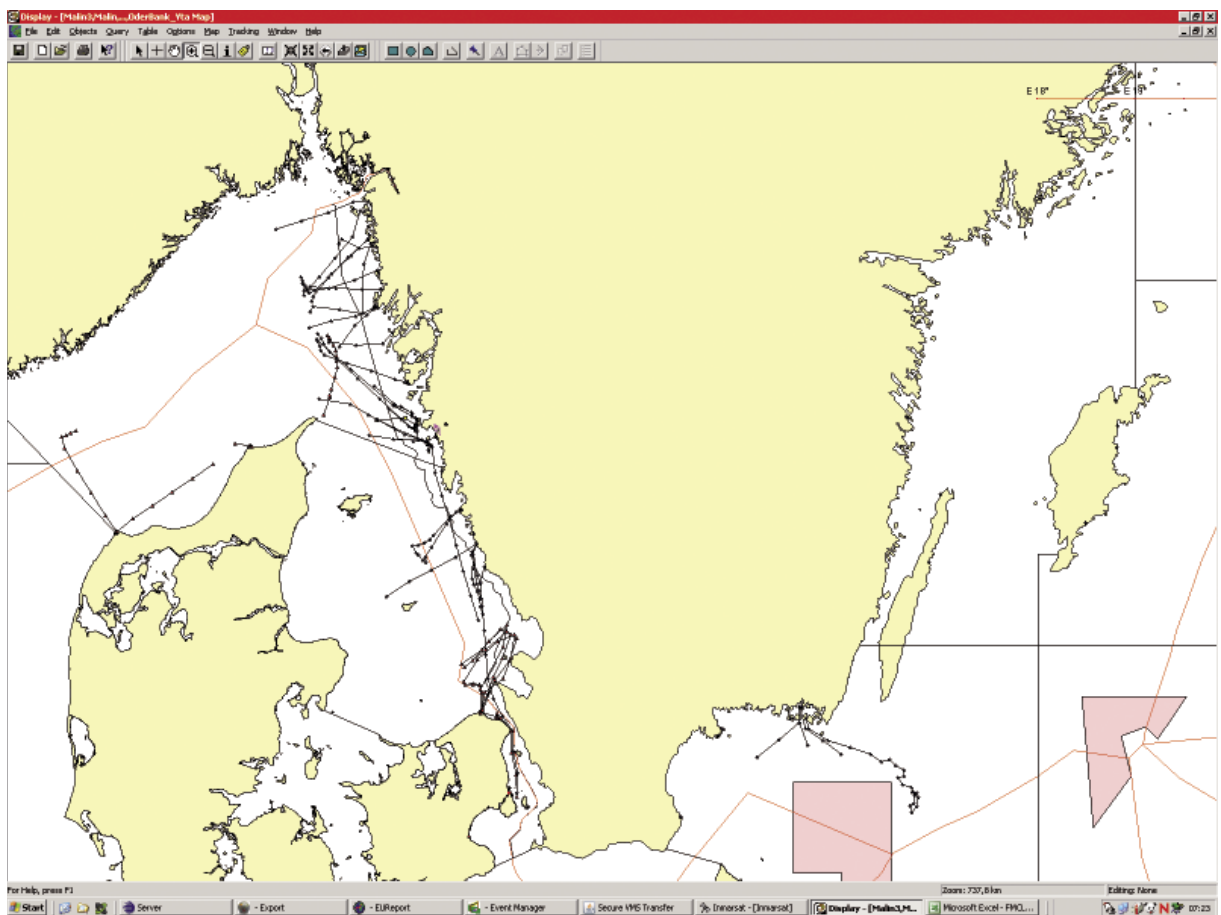 Display - [Malin3,Malin,...,OderBank_Yta Map]
File Edit Objects Query Table Options Map Tracking Window Help
E 18° E 19°
For Help, press F1 Zoom: 737,8 km Editing: None
Start Server - Export - EUReport - Event Manager Secure VMS Transfer Inmarsat - [Inmarsat] Display - [Malin3,M... Microsoft Excel - FMC_... 07:23